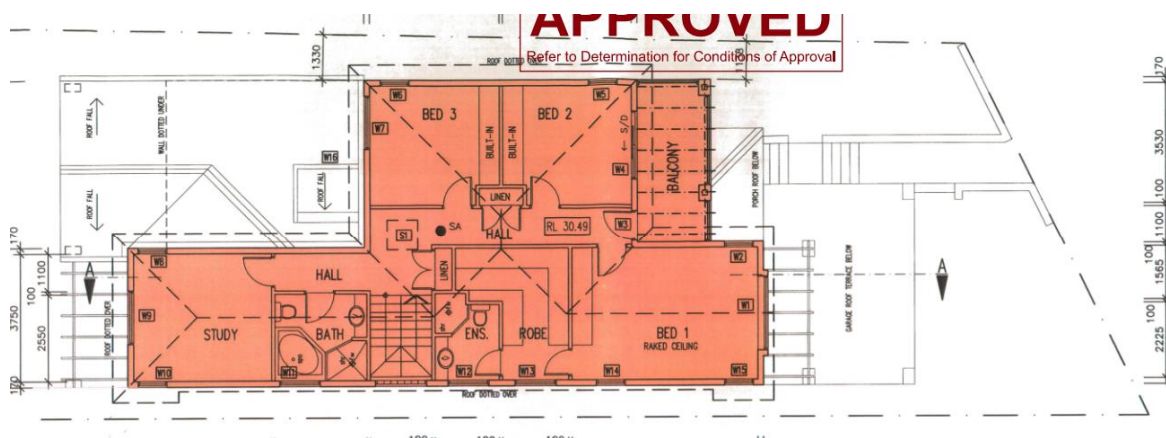 APPROVED
Refer to Determination for Conditions of Approval
1330
1138
170
ROOF DOTTED OVER
W6
W5
BED 3
BED 2
W7
BUILT-IN
BUILT-IN
S/D
W4
BALCONY
ROOF FALL
WALL DOTTED UNDER
W16
3530
PORCH ROOF BELOW
ROOF FALL
ROOF FALL
LINEN
100
SA
S1
HALL
RL 30.49
W3
1100
170
W8
W2
100
A
1100
HALL
LINEN
1565
A
100
W9
W1
100
3750
2550
STUDY
BATH
ENS.
ROBE
BED 1
RAKED CEILING
GARAGE ROOF TERRACE BELOW
ROOF DOTTED OVER
2225
W10
W11
W12
W13
W14
W15
170
170
ROOF DOTTED OVER